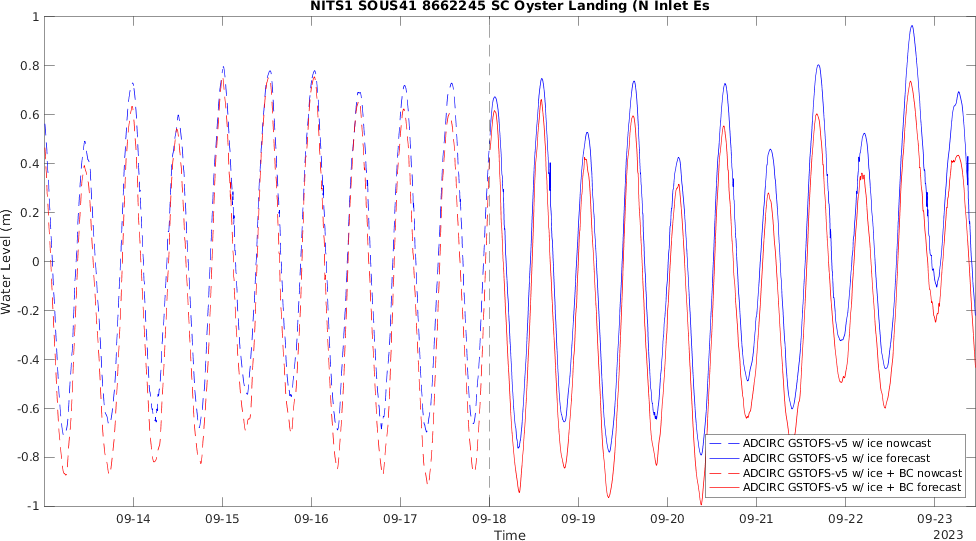 NITS1 SOUS41 8662245 SC Oyster Landing (N Inlet Es
1
0.8
0.6
0.4
0.2
0
-0.2
-0.4
-0.6
-0.8
-1
Water Level (m)
ADCIRC GSTOFS-v5 w/ ice nowcast
ADCIRC GSTOFS-v5 w/ ice forecast
ADCIRC GSTOFS-v5 w/ ice + BC nowcast
ADCIRC GSTOFS-v5 w/ ice + BC forecast
09-14 09-15 09-16 09-17 09-18 09-19 09-20 09-21 09-22 09-23
Time
2023